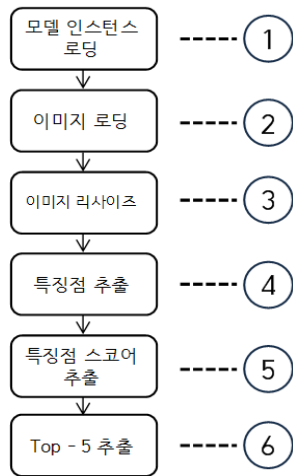 모델 인스턴스
로딩
1
이미지 로딩
2
이미지 리사이즈
3
특징점 추출
4
특징점 스코어
추출
5
Top - 5 추출
6